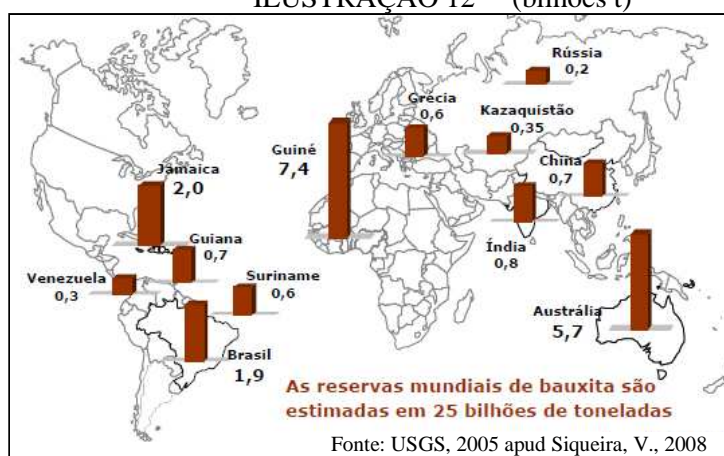 ILUSTRAÇÃO 12 (bilhões t)
Rússia
0,2
Grécia
0,6
Kazaquistão
0,35
Guiné
7,4
China
0,7
Jamaica
2,0
Guiana
0,7
Índia
0,8
Venezuela
0,3
Suriname
0,6
Austrália
5,7
Brasil
1,9
As reservas mundiais de bauxita são
estimadas em 25 bilhões de toneladas
Fonte: USGS, 2005 apud Siqueira, V., 2008